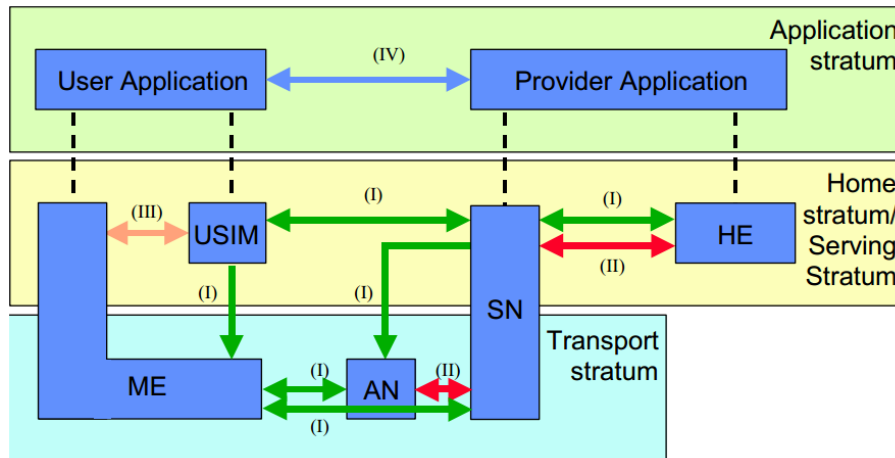 Application
stratum
(IV)
User Application
Provider Application
Home
stratum/
Serving
Stratum
(III)
USIM
(I)
(I)
HE
(II)
(I)
(I)
SN
Transport
stratum
ME
(I)
AN
(II)
(I)